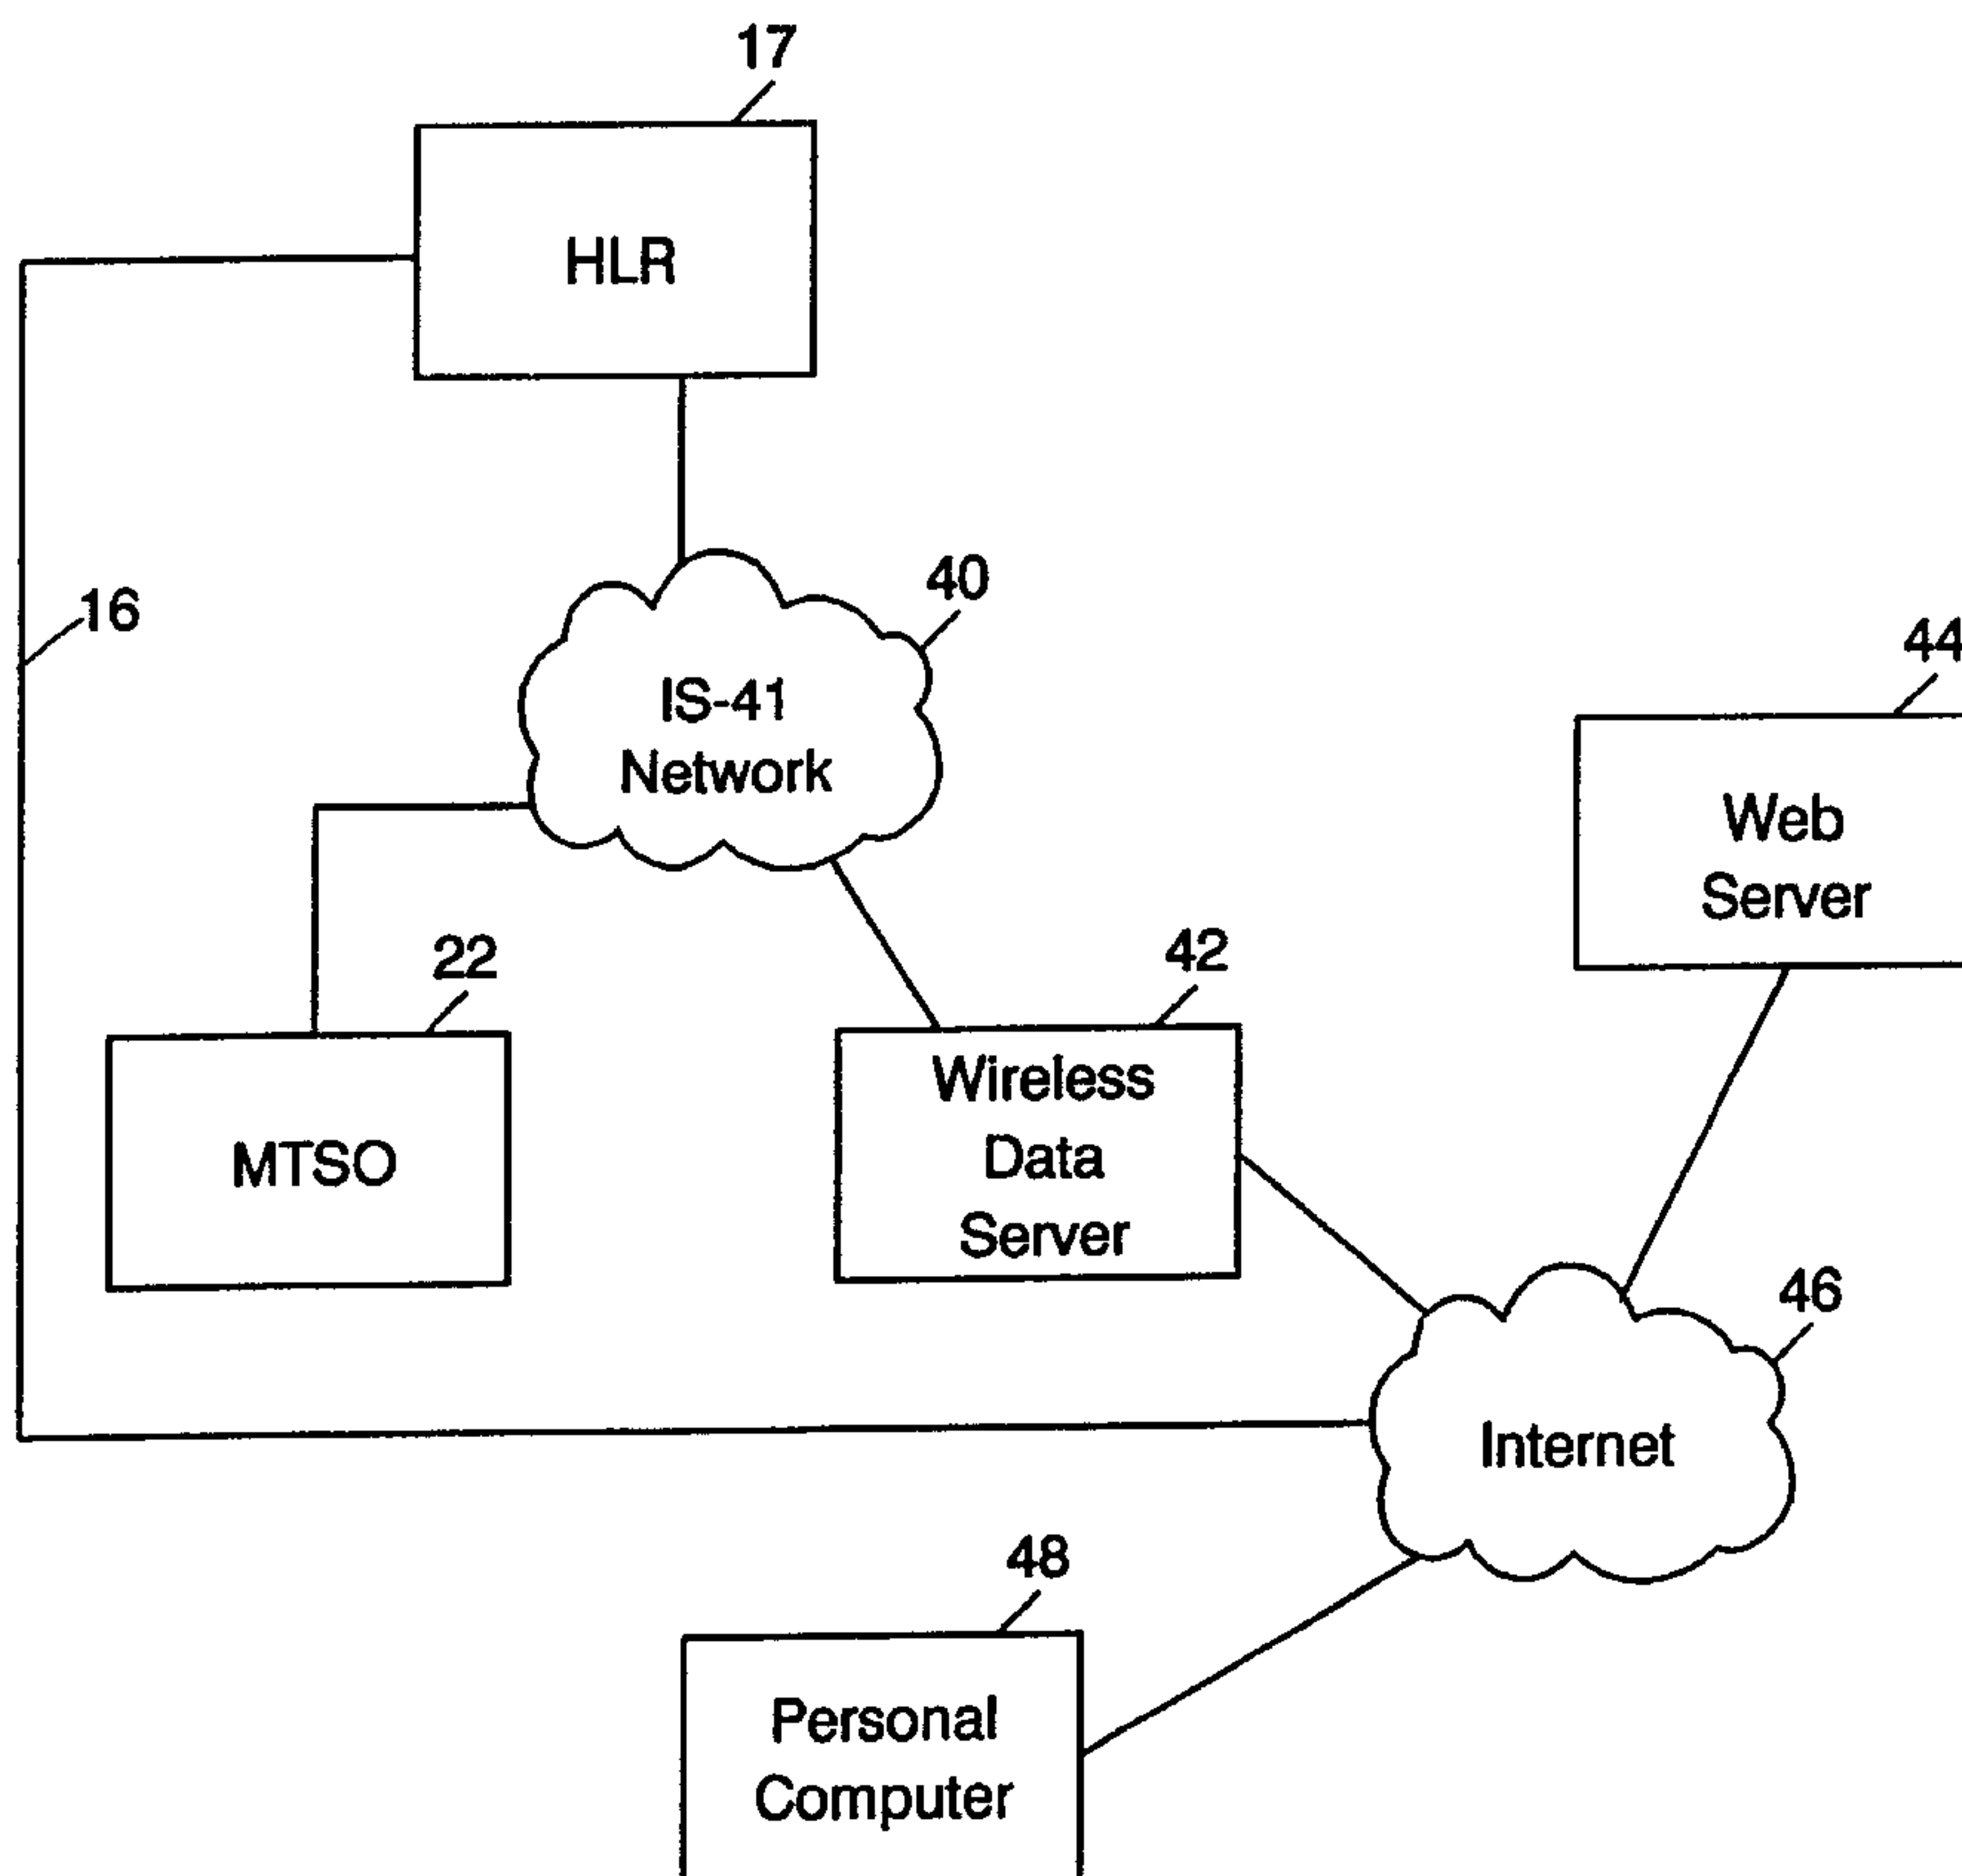 17
HLR
16
40
IS-41
Network
44
Web
Server
22
MTSO
42
Wireless
Data
Server
46
Internet
48
Personal
Computer